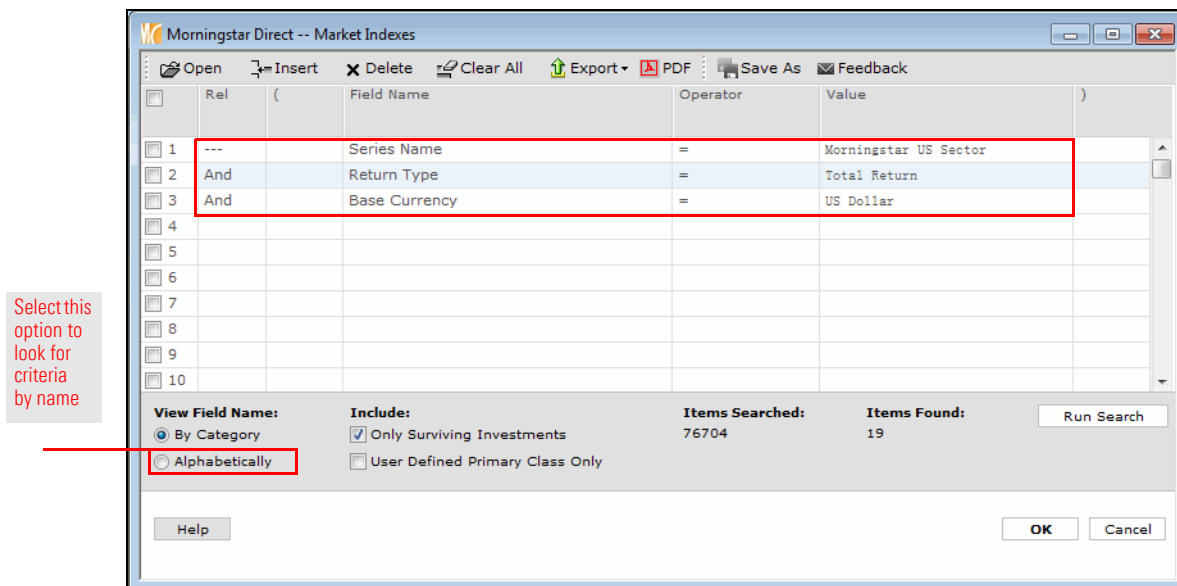 Morningstar Direct -- Market Indexes
Open Insert Delete Clear All Export PDF Save As Feedback
Rel ( Field Name Operator Value )
1 --- Series Name = Morningstar US Sector
2 And Return Type = Total Return
3 And Base Currency = US Dollar
4
5
6
7
8
9
10
Select this
option to
look for
criteria
by name
View Field Name: Include: Items Searched: Items Found: Run Search
By Category Only Surviving Investments 76704 19
Alphabetically User Defined Primary Class Only
Help OK Cancel